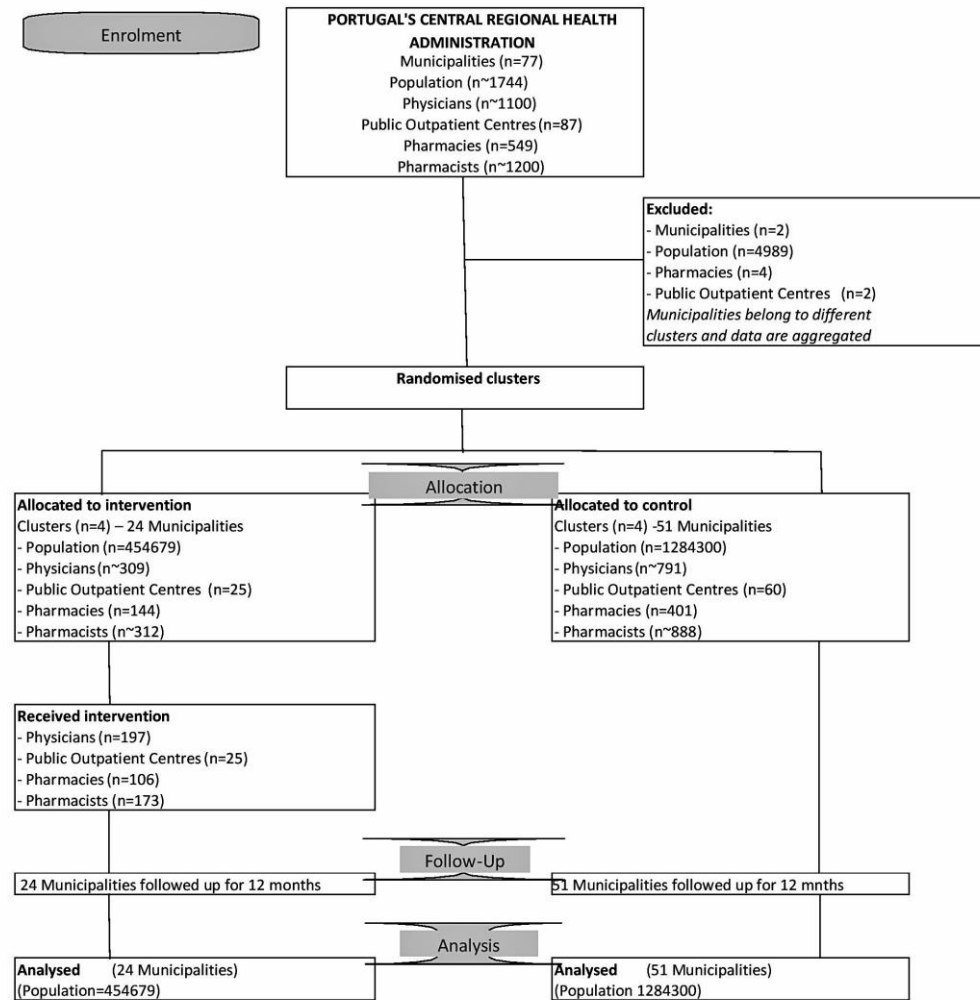 Enrolment
PORTUGAL'S CENTRAL REGIONAL HEALTH
ADMINISTRATION
Municipalities (n=77)
Population (n~1744)
Physicians (n~1100)
Public Outpatient Centres (n=87)
Pharmacies (n=549)
Pharmacists (n~1200)
Excluded:
- Municipalities (n=2)
- Population (n=4989)
- Pharmacies (n=4)
- Public Outpatient Centres (n=2)
Municipalities belong to different
clusters and data are aggregated
Randomised clusters
Allocation
Allocated to intervention
Clusters (n=4) – 24 Municipalities
- Population (n=454679)
- Physicians (n~309)
- Public Outpatient Centres (n=25)
- Pharmacies (n=144)
- Pharmacists (n~312)
Allocated to control
Clusters (n=4) -51 Municipalities
- Population (n=1284300)
- Physicians (n~791)
- Public Outpatient Centres (n=60)
- Pharmacies (n=401)
- Pharmacists (n~888)
Received intervention
- Physicians (n=197)
- Public Outpatient Centres (n=25)
- Pharmacies (n=106)
- Pharmacists (n=173)
Follow-Up
24 Municipalities followed up for 12 months
51 Municipalities followed up for 12 mnths
Analysis
Analysed (24 Municipalities)
(Population=454679)
Analysed (51 Municipalities)
(Population 1284300)